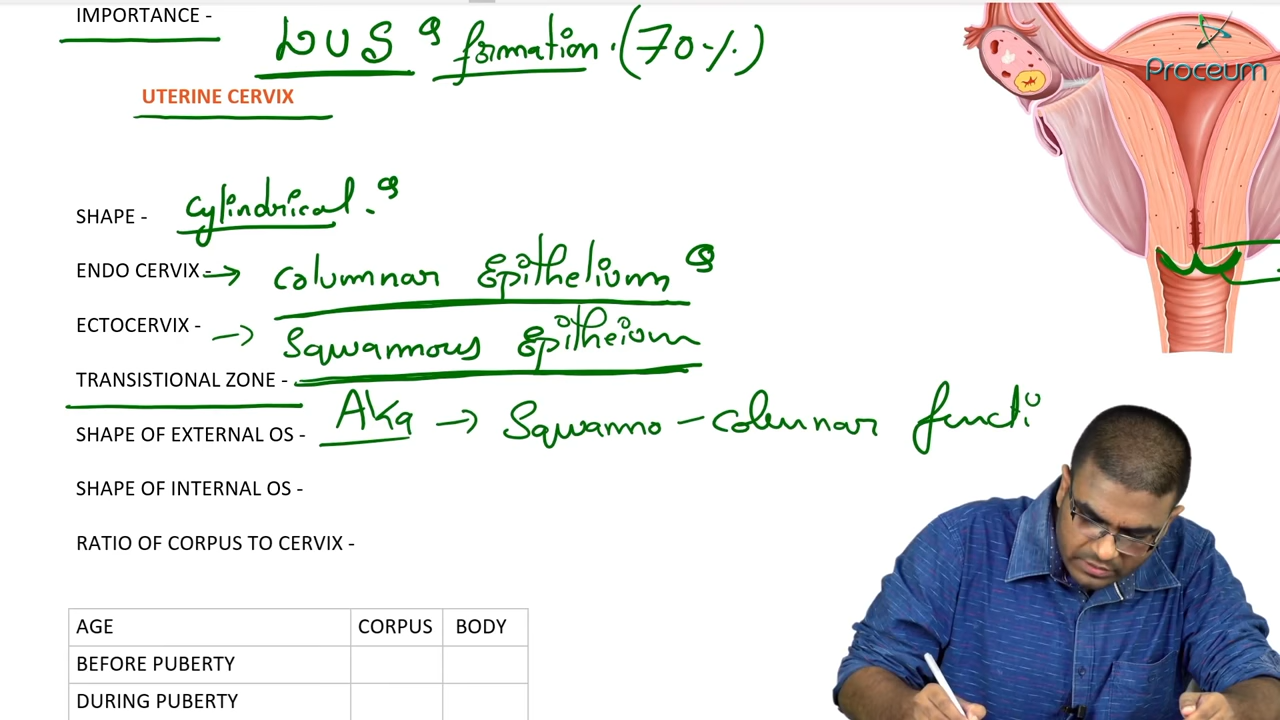 IMPORTANCE - LUS formation. (70%)
Proceum
UTERINE CERVIX
SHAPE - cylindrical.
ENDO CERVIX - → columnar Epithelium
ECTOCERVIX - → Squamous Epitheium
TRANSISTIONAL ZONE -
AKa → Squamo - columnar functi
SHAPE OF EXTERNAL OS -
SHAPE OF INTERNAL OS -
RATIO OF CORPUS TO CERVIX -
AGE CORPUS BODY
BEFORE PUBERTY
DURING PUBERTY